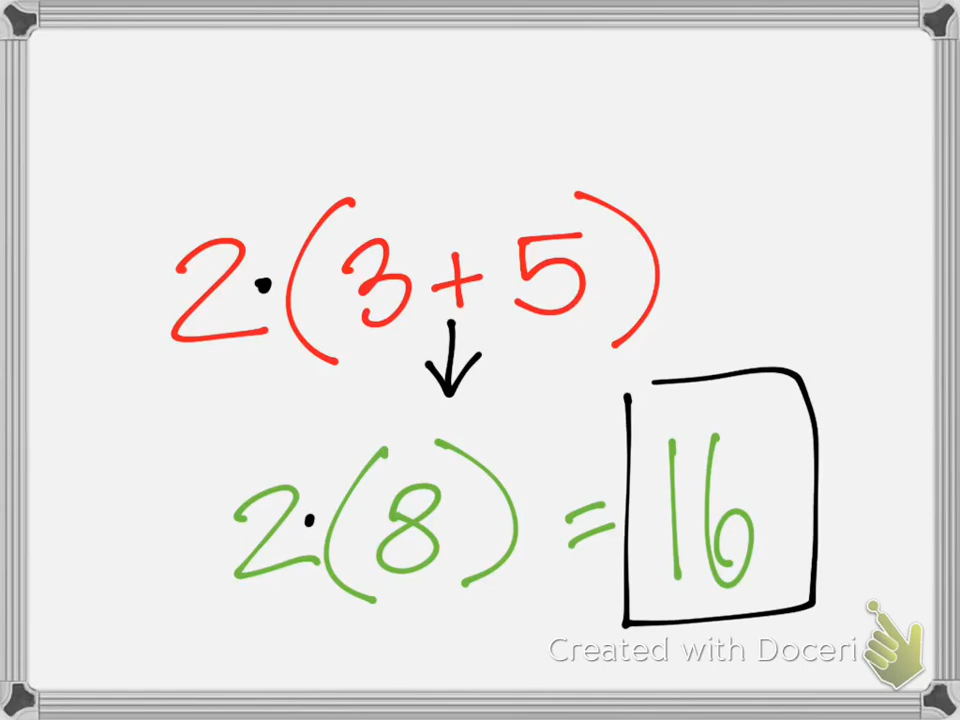 2·(3+5)
2·(8) = 16
Created with Doceri